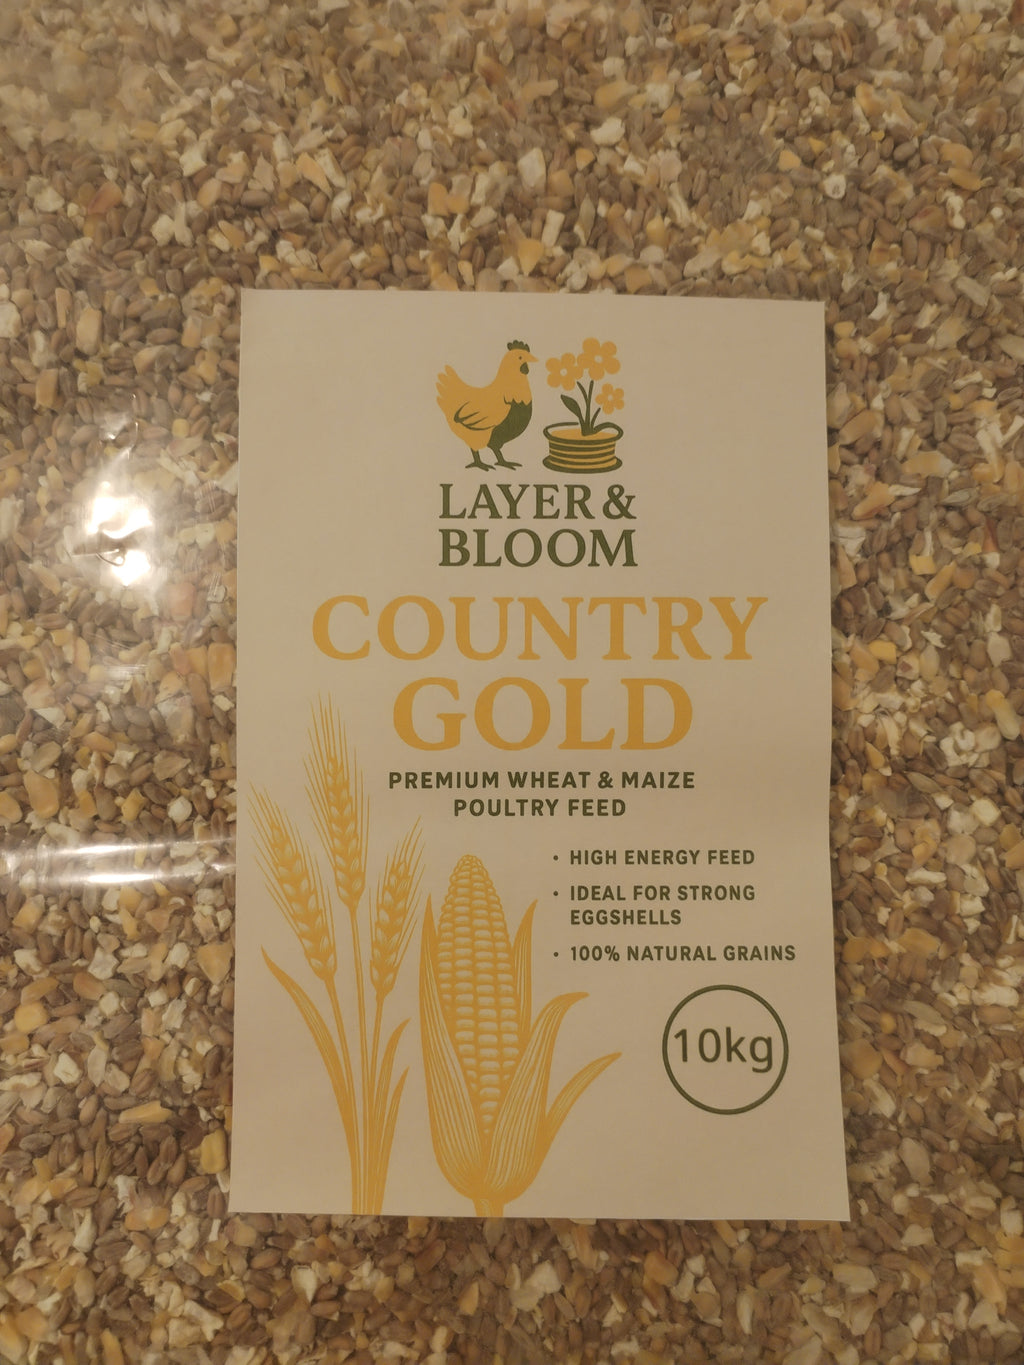 LAYER &
BLOOM
COUNTRY
GOLD
PREMIUM WHEAT & MAIZE
POULTRY FEED
• HIGH ENERGY FEED
• IDEAL FOR STRONG
EGGSHELLS
• 100% NATURAL GRAINS
10kg